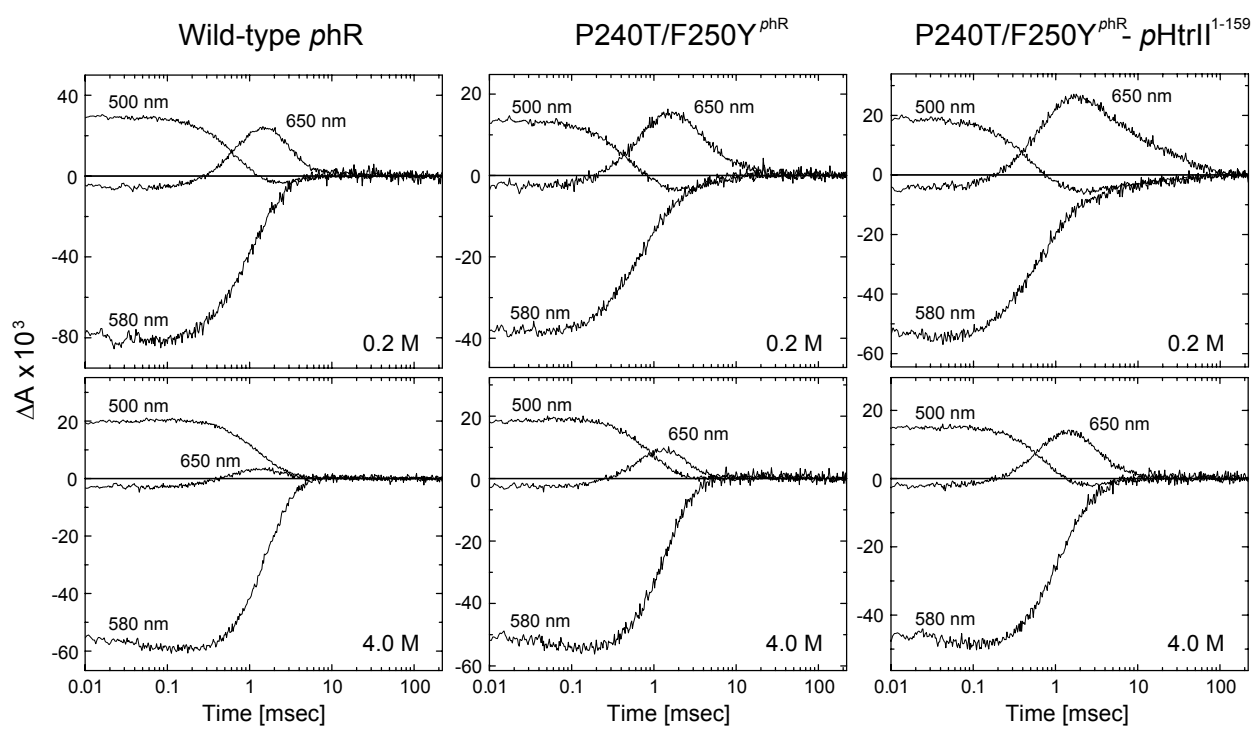 Wild-type phR
P240T/F250Y^phR
P240T/F250Y^phR - pHtrII^1-159
ΔA x 10^3
40
0
-40
-80
500 nm
650 nm
580 nm
0.2 M
20
0
-20
-40
500 nm
650 nm
580 nm
0.2 M
20
0
-20
-40
-60
500 nm
650 nm
580 nm
0.2 M
20
0
-20
-40
-60
500 nm
650 nm
580 nm
4.0 M
20
0
-20
-40
-60
500 nm
650 nm
580 nm
4.0 M
20
0
-20
-40
500 nm
650 nm
580 nm
4.0 M
0.01 0.1 1 10 100
0.01 0.1 1 10 100
0.01 0.1 1 10 100
Time [msec]
Time [msec]
Time [msec]